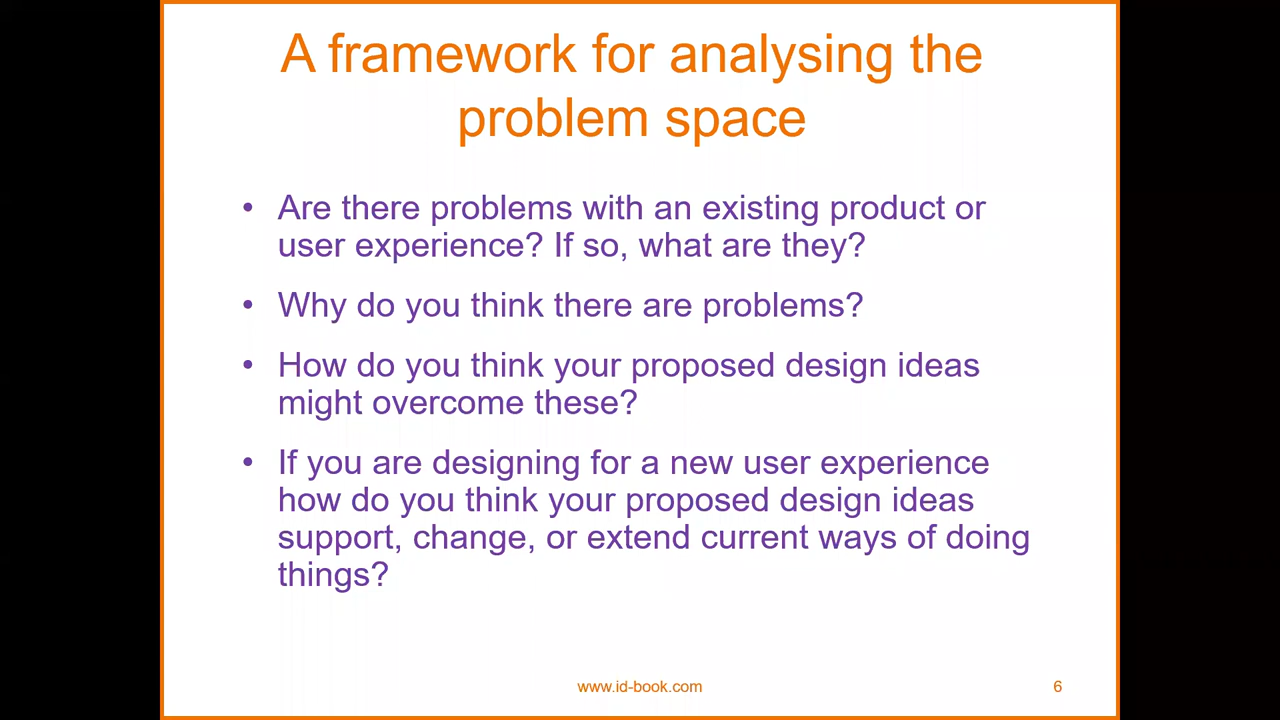 A framework for analysing the
problem space
• Are there problems with an existing product or
user experience? If so, what are they?
• Why do you think there are problems?
• How do you think your proposed design ideas
might overcome these?
• If you are designing for a new user experience
how do you think your proposed design ideas
support, change, or extend current ways of doing
things?
www.id-book.com
6